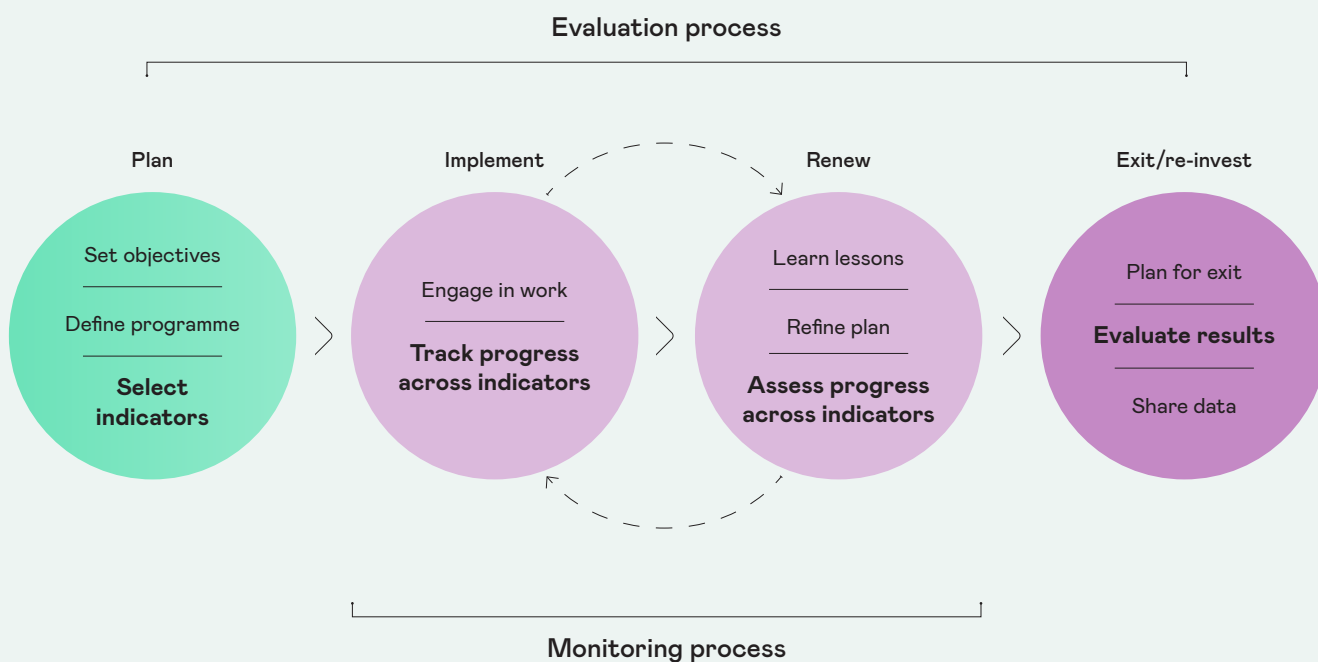 Evaluation process
Plan
Set objectives
Define programme
Select
indicators
Implement
Engage in work
Track progress
across indicators
Renew
Learn lessons
Refine plan
Assess progress
across indicators
Exit/re-invest
Plan for exit
Evaluate results
Share data
Monitoring process